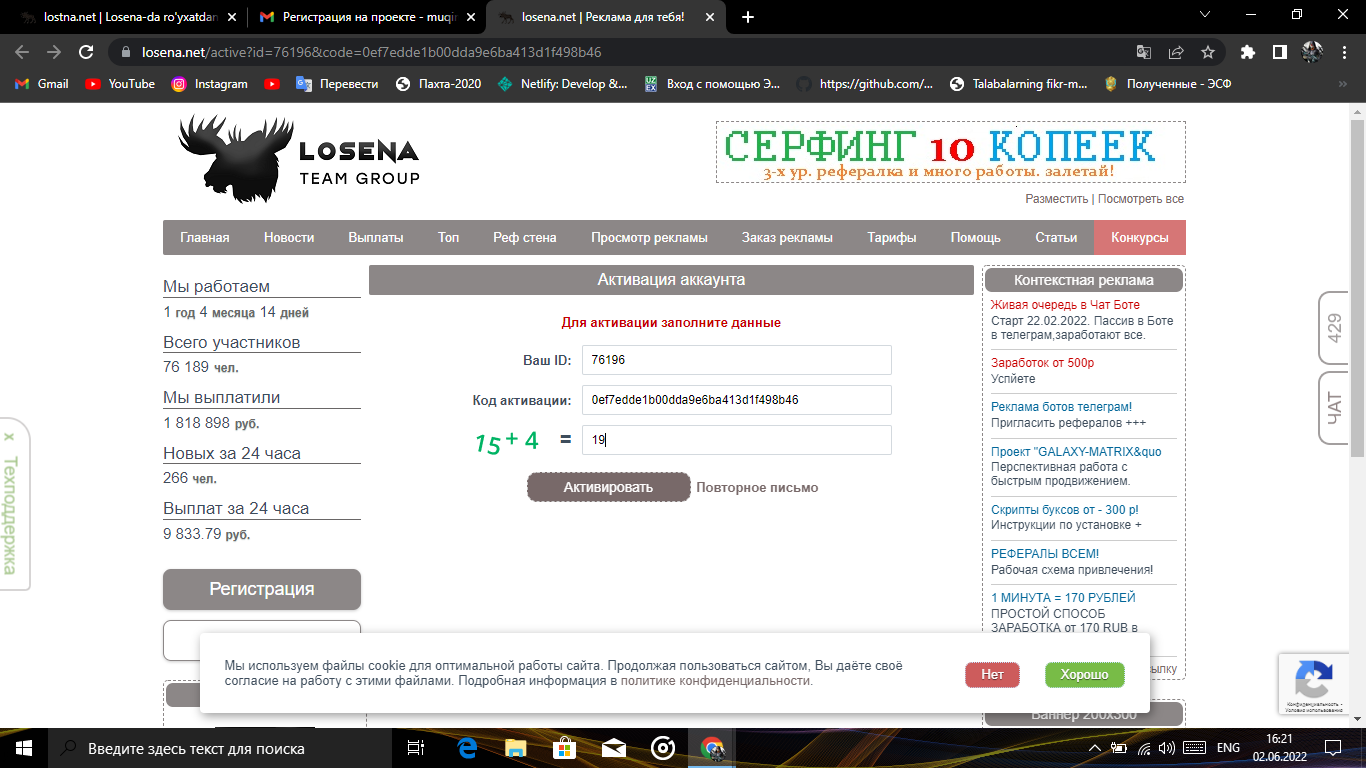 lostna.net | Losena-da ro'yxatdan
Регистрация на проекте - muqim
losena.net | Реклама для тебя!
losena.net/active?id=76196&code=0ef7edde1b00dda9e6ba413d1f498b46
Gmail
YouTube
Instagram
Перевести
Пахта-2020
Netlify: Develop &...
Вход с помощью Э...
https://github.com/...
Talabalarning fikr-m...
Полученные - ЭСФ
»
LOSENA
TEAM GROUP
СЕРФИНГ 10 КОПЕЕК
3-х ур. рефералка и много работы. залетай!
Разместить | Посмотреть все
Главная
Новости
Выплаты
Топ
Реф стена
Просмотр рекламы
Заказ рекламы
Тарифы
Помощь
Статьи
Конкурсы
Мы работаем
1 год 4 месяца 14 дней
Всего участников
76 189 чел.
Мы выплатили
1 818 898 руб.
Новых за 24 часа
266 чел.
Выплат за 24 часа
9 833.79 руб.
Регистрация
Активация аккаунта
Для активации заполните данные
Ваш ID: 76196
Код активации: 0ef7edde1b00dda9e6ba413d1f498b46
15 + 4 = 19
Активировать Повторное письмо
Контекстная реклама
Живая очередь в Чат Боте
Старт 22.02.2022. Пассив в Боте
в телеграм,заработают все.
Заработок от 500р
Успйете
Реклама ботов телеграм!
Пригласить рефералов +++
Проект "GALAXY-MATRIX&quo
Перспективная работа с
быстрым продвижением.
Скрипты буксов от - 300 р!
Инструкции по установке +
РЕФЕРАЛЫ ВСЕМ!
Рабочая схема привлечения!
1 МИНУТА = 170 РУБЛЕЙ
ПРОСТОЙ СПОСОБ
ЗАРАБОТКА от 170 RUB в
Баннер 200x300
429
ЧАТ
x Техподдержка
Мы используем файлы cookie для оптимальной работы сайта. Продолжая пользоваться сайтом, Вы даёте своё
согласие на работу с этими файлами. Подробная информация в политике конфиденциальности.
Нет
Хорошо
Конфиденциальность -
Условия использования
Введите здесь текст для поиска
ENG
16:21
02.06.2022